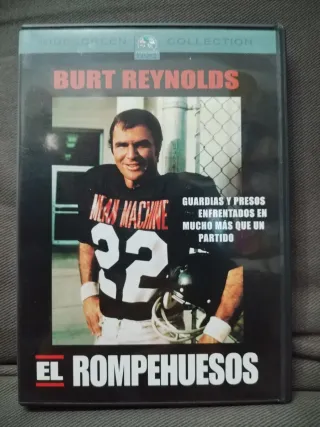 WIDESCREEN COLLECTION
BURT REYNOLDS
GUARDIAS Y PRESOS
ENFRENTADOS EN
MUCHO MÁS QUE UN
PARTIDO
MEAN MACHINE
22
EL ROMPEHUESOS